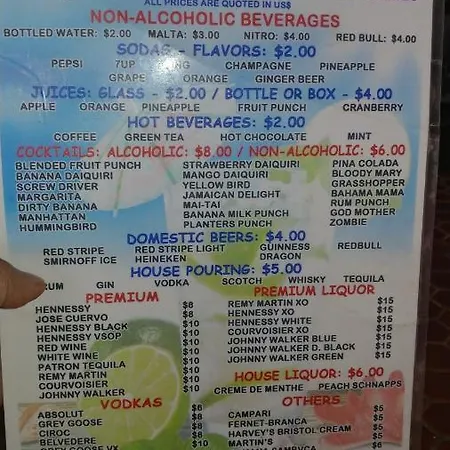 ALL PRICES ARE QUOTED IN US$
NON-ALCOHOLIC BEVERAGES
BOTTLED WATER: $2.00 MALTA: $3.00 NITRO: $4.00 RED BULL: $4.00
SODAS - FLAVORS: $2.00
PEPSI 7UP CHAMPAGNE PINEAPPLE
GRAPE ORANGE GINGER BEER
JUICES: GLASS - $2.00 / BOTTLE OR BOX - $4.00
APPLE ORANGE PINEAPPLE FRUIT PUNCH CRANBERRY
HOT BEVERAGES: $2.00
COFFEE GREEN TEA HOT CHOCOLATE MINT
COCKTAILS: ALCOHOLIC: $8.00 / NON-ALCOHOLIC: $6.00
BLENDED FRUIT PUNCH STRAWBERRY DAIQUIRI PINA COLADA
BANANA DAIQUIRI MANGO DAIQUIRI BLOODY MARY
SCREW DRIVER YELLOW BIRD GRASSHOPPER
MARGARITA JAMAICAN DELIGHT BAHAMA MAMA
DIRTY BANANA MAI-TAI RUM PUNCH
MANHATTAN BANANA MILK PUNCH GOD MOTHER
HUMMINGBIRD PLANTERS PUNCH ZOMBIE
DOMESTIC BEERS: $4.00
RED STRIPE RED STRIPE LIGHT GUINNESS REDBULL
SMIRNOFF ICE HEINEKEN DRAGON
HOUSE POURING: $5.00
RUM GIN VODKA SCOTCH WHISKY TEQUILA
PREMIUM PREMIUM LIQUOR
HENNESSY $8 REMY MARTIN XO $15
JOSE CUERVO $8 HENNESSY XO $15
HENNESSY BLACK $10 HENNESSY WHITE $15
HENNESSY VSOP $10 COURVOISIER XO $15
RED WINE $10 JOHNNY WALKER BLUE $15
WHITE WINE $10 JOHNNY WALKER D. BLACK $15
PATRON TEQUILA $10 JOHNNY WALKER GREEN $15
REMY MARTIN $10
COURVOISIER $10 HOUSE LIQUOR: $6.00
JOHNNY WALKER $10 CREME DE MENTHE PEACH SCHNAPPS
VODKAS OTHERS
ABSOLUT $8 CAMPARI $5
GREY GOOSE $8 FERNET-BRANCA $5
CIROC $8 HARVEY'S BRISTOL CREAM $5
BELVEDERE $10 MARTIN'S $5
GREY GOOSE VX